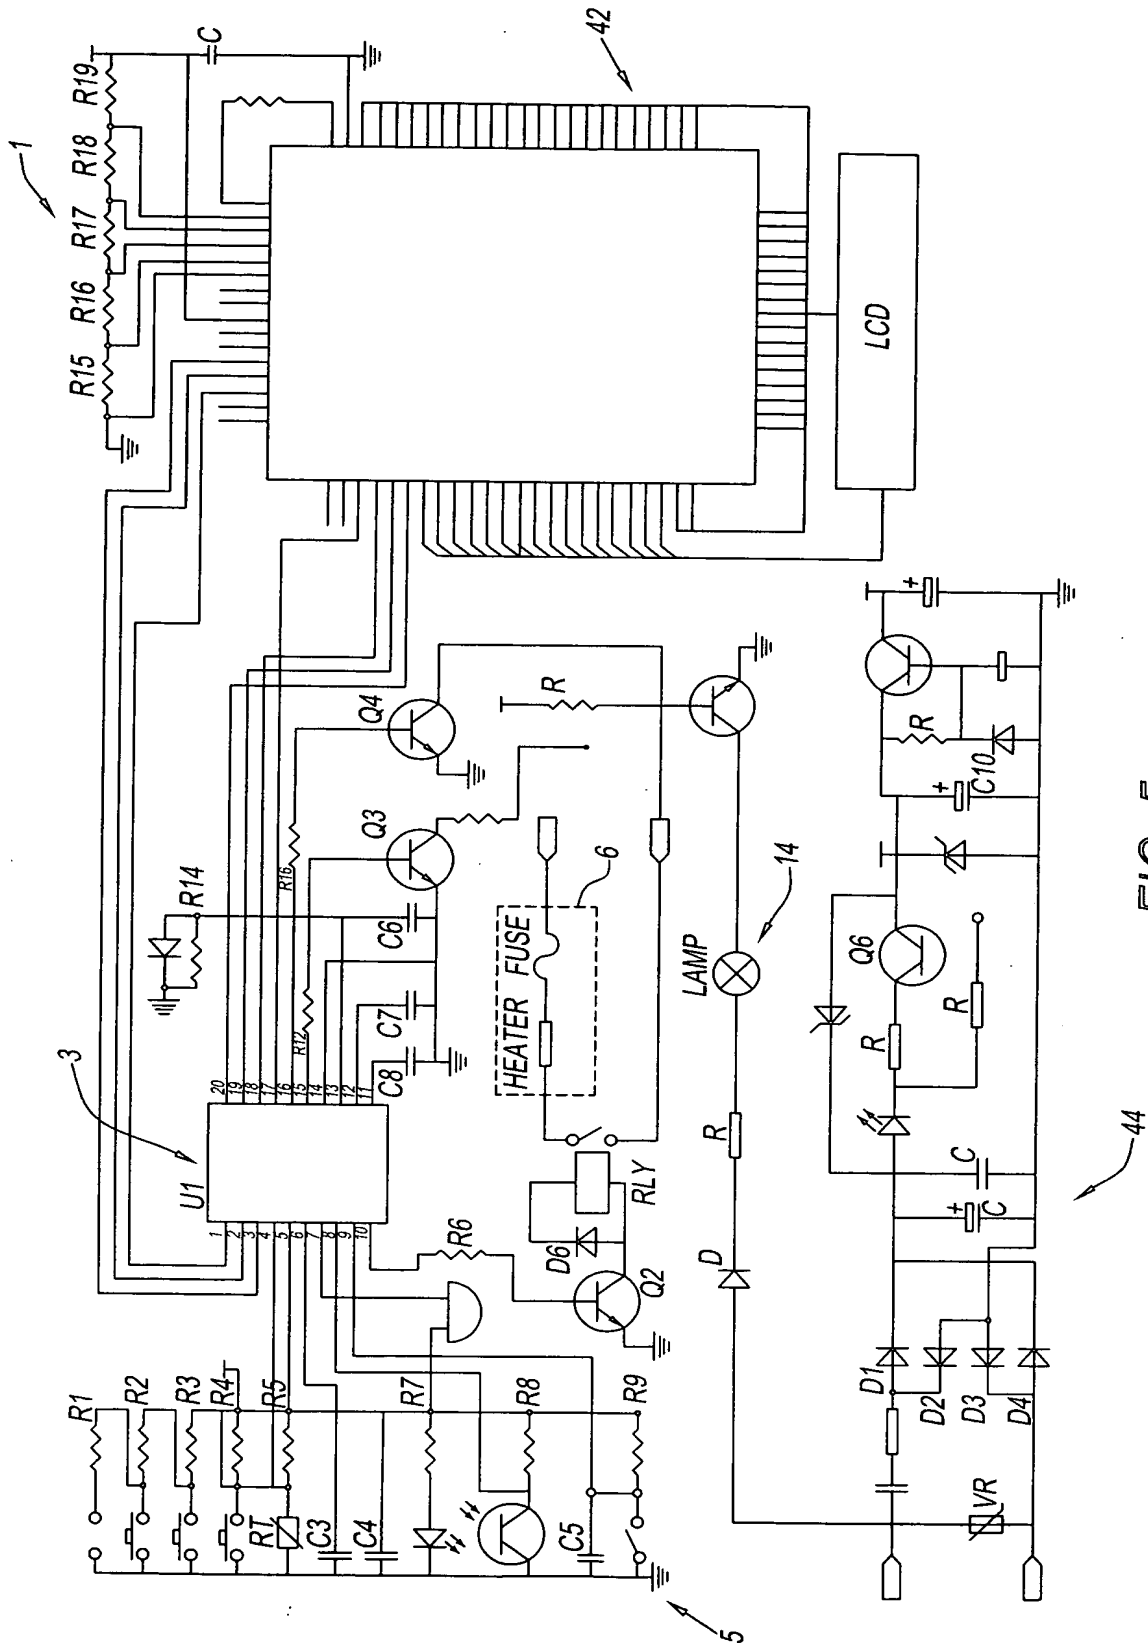 1
R15
R16
R17
R18
R19
C
42
3
U1
1
2
3
4
5
6
7
8
9
10
20
19
18
17
16
15
14
13
12
11
R14
R16
R12
Q3
Q4
C6
C7
C8
R
HEATER FUSE
6
LAMP
14
LCD
R1
R2
R3
R4
R5
RT
C3
C4
R7
R8
C5
R9
5
R6
D6
Q2
RLY
D
R
VR
D1
D2
D3
D4
C
C
R
R
Q6
C10
R
+
+
+
44